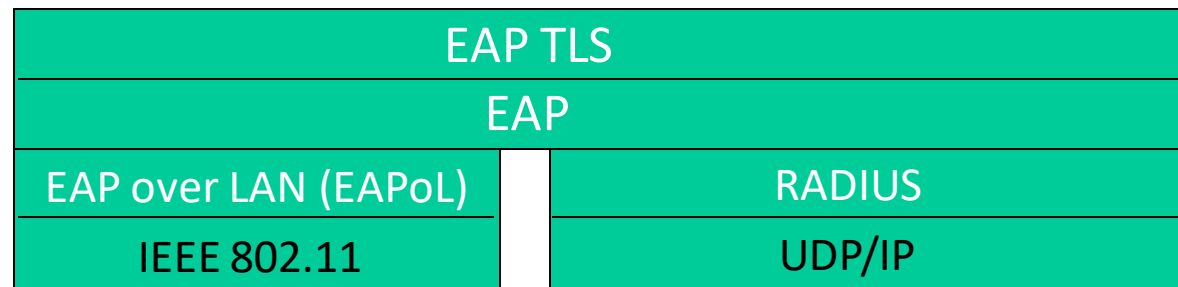 EAP TLS
EAP
EAP over LAN (EAPoL)
RADIUS
IEEE 802.11
UDP/IP